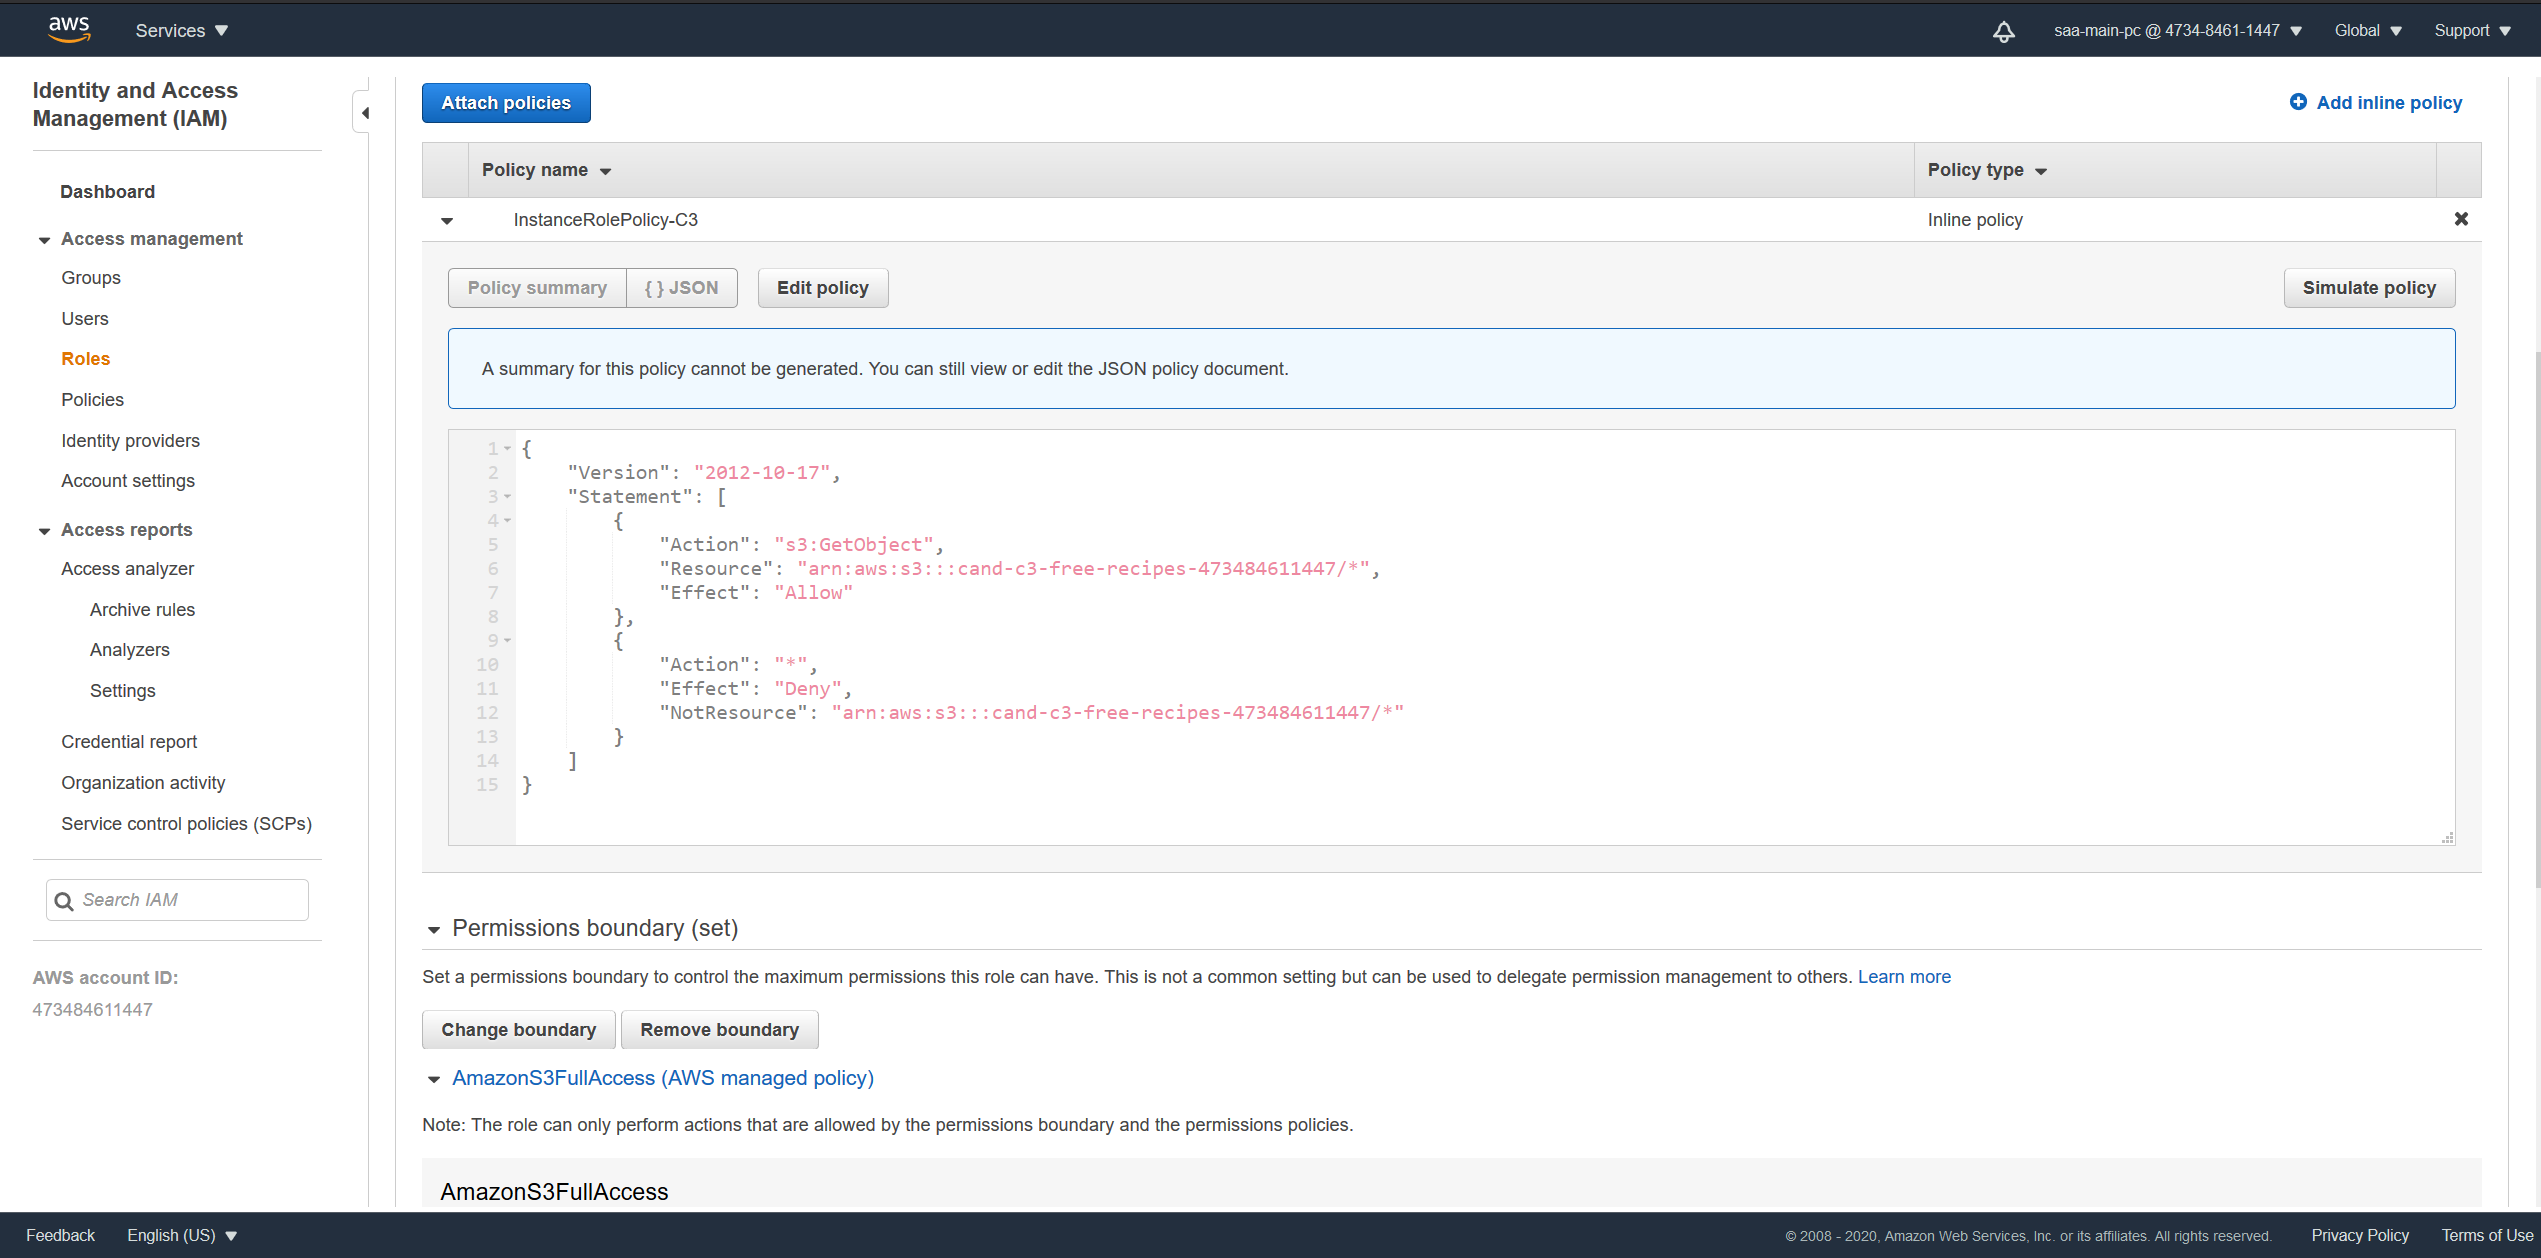 aws Services saa-main-pc @ 4734-8461-1447 Global Support
Identity and Access
Management (IAM)
Dashboard
Access management
Groups
Users
Roles
Policies
Identity providers
Account settings
Access reports
Access analyzer
Archive rules
Analyzers
Settings
Credential report
Organization activity
Service control policies (SCPs)
Search IAM
AWS account ID:
473484611447
Attach policies Add inline policy
Policy name Policy type
InstanceRolePolicy-C3 Inline policy
Policy summary { } JSON Edit policy Simulate policy
A summary for this policy cannot be generated. You can still view or edit the JSON policy document.
1 {
2 "Version": "2012-10-17",
3 "Statement": [
4 {
5 "Action": "s3:GetObject",
6 "Resource": "arn:aws:s3:::cand-c3-free-recipes-473484611447/*",
7 "Effect": "Allow"
8 },
9 {
10 "Action": "*",
11 "Effect": "Deny",
12 "NotResource": "arn:aws:s3:::cand-c3-free-recipes-473484611447/*"
13 }
14 ]
15 }
Permissions boundary (set)
Set a permissions boundary to control the maximum permissions this role can have. This is not a common setting but can be used to delegate permission management to others. Learn more
Change boundary Remove boundary
AmazonS3FullAccess (AWS managed policy)
Note: The role can only perform actions that are allowed by the permissions boundary and the permissions policies.
AmazonS3FullAccess
Feedback English (US) © 2008 - 2020, Amazon Web Services, Inc. or its affiliates. All rights reserved. Privacy Policy Terms of Use